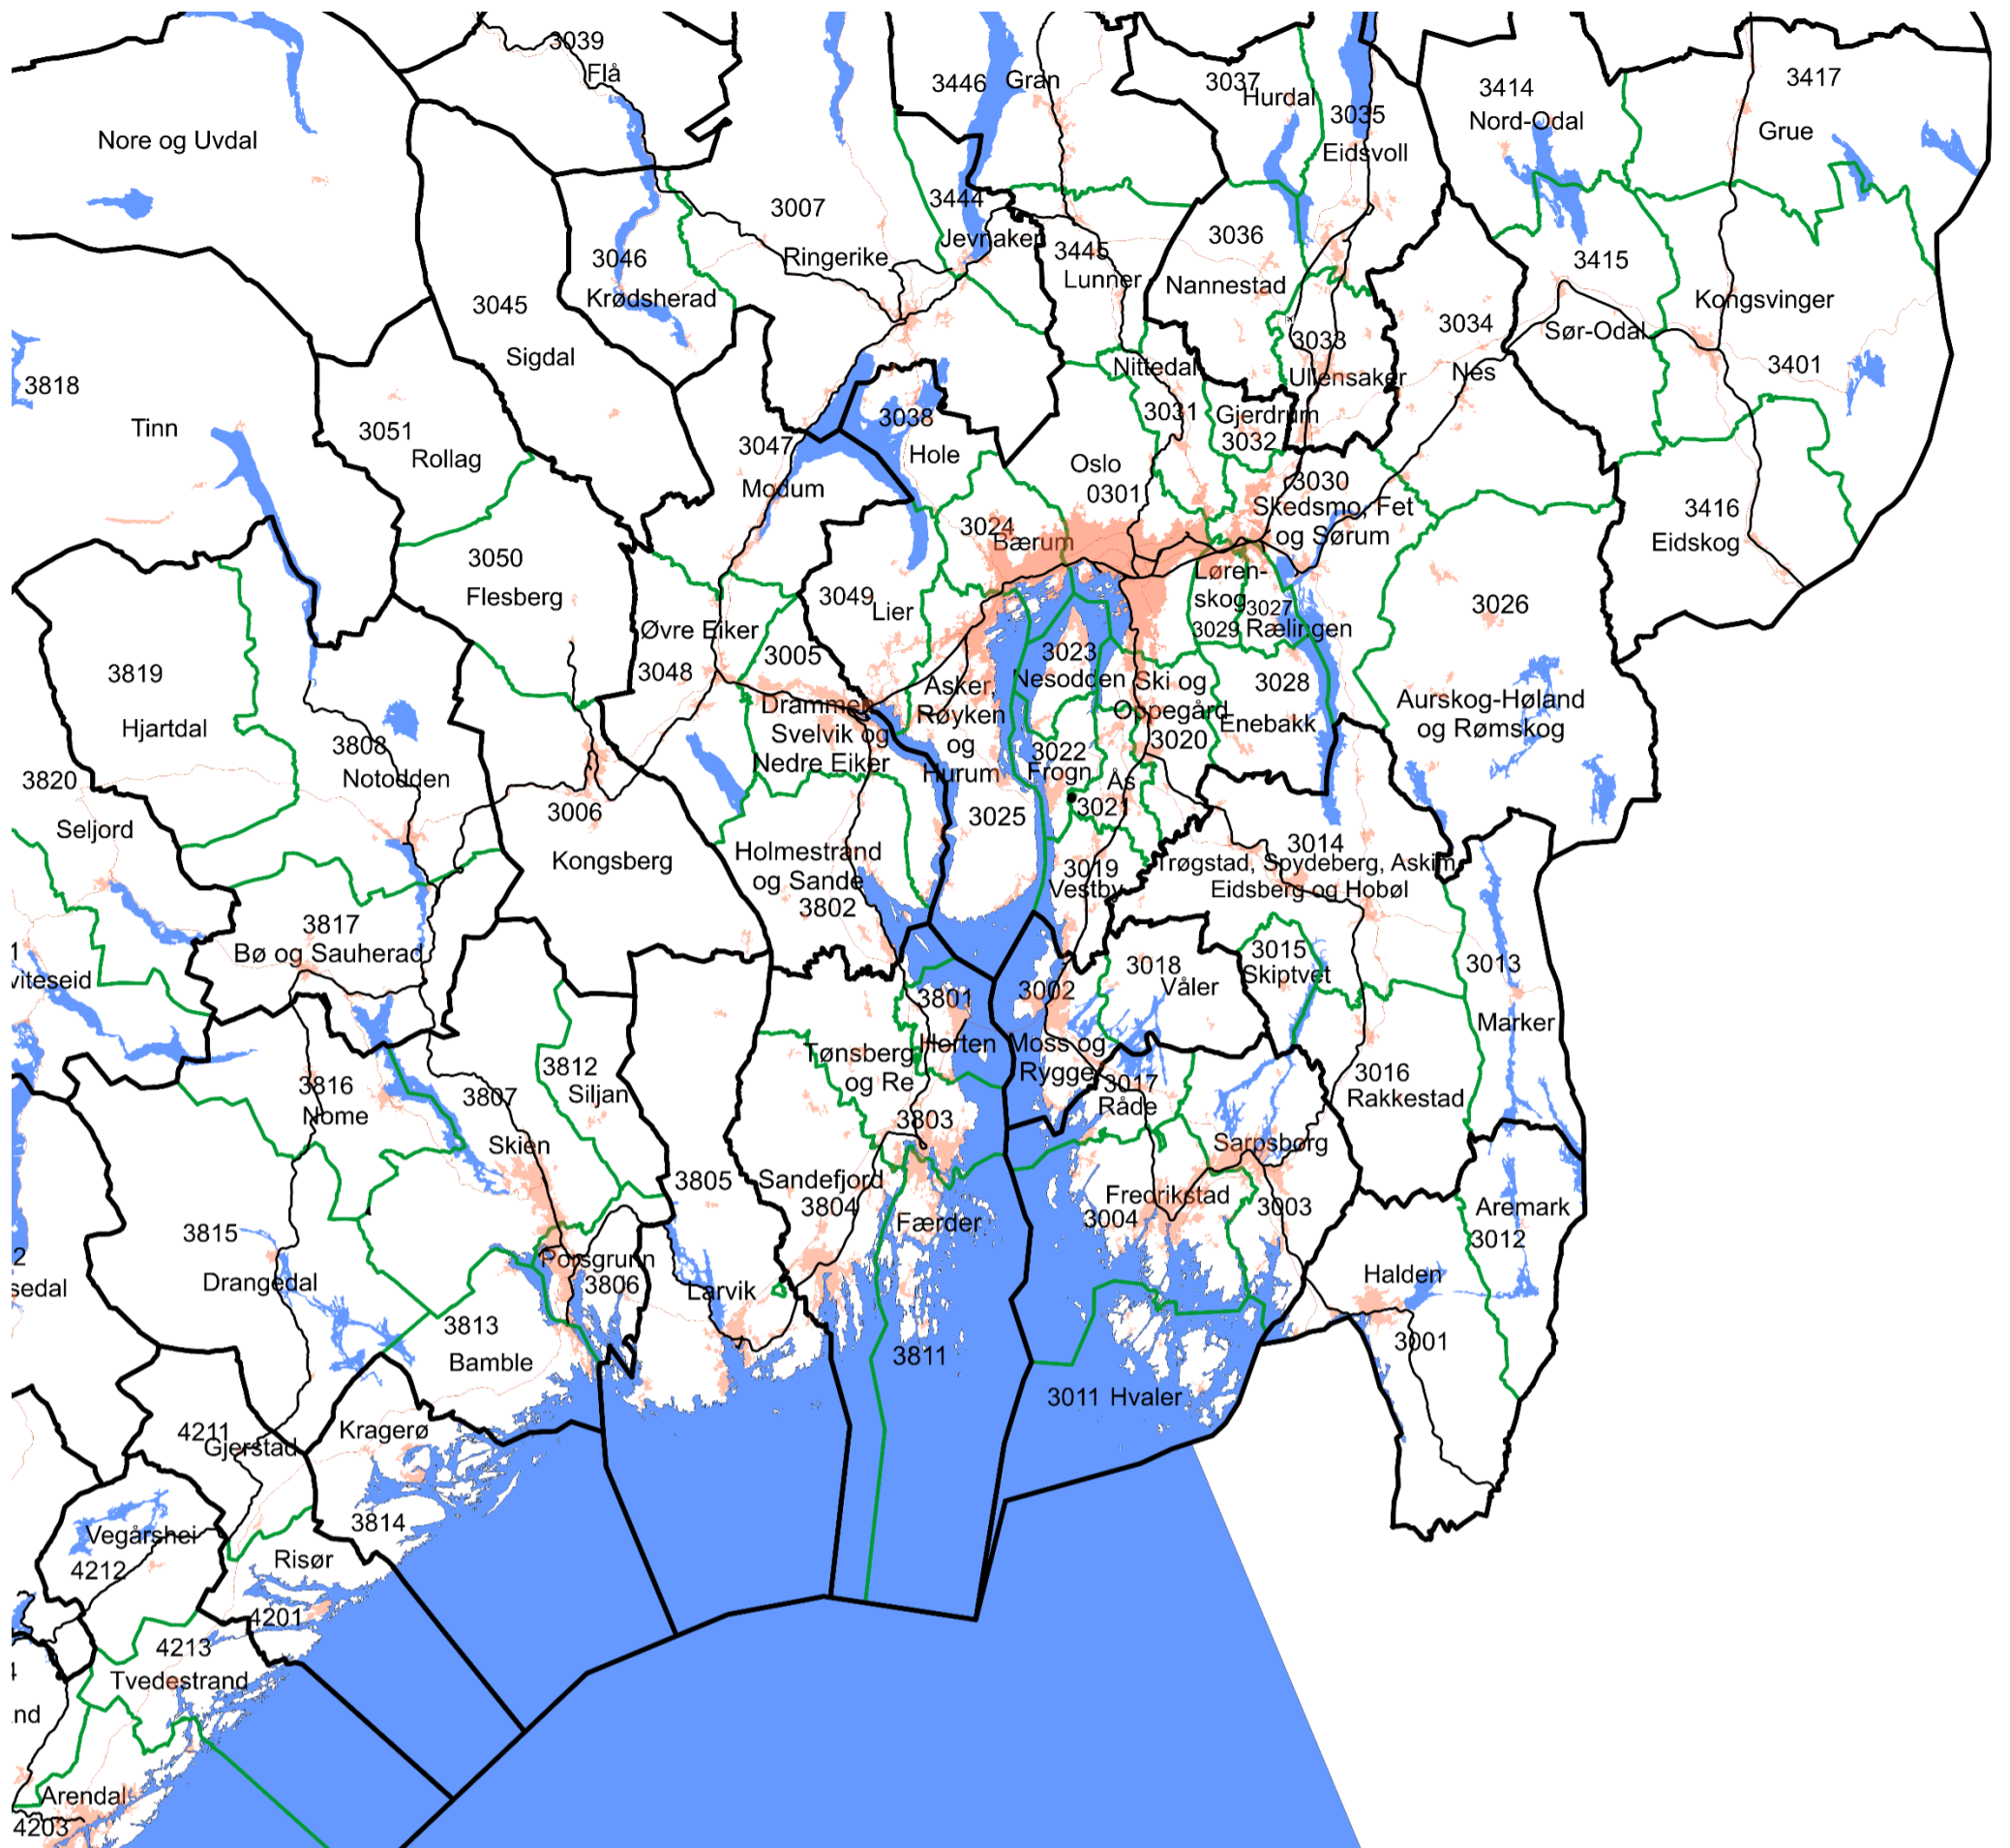 3039
Flå
3446
Gran
3037
Hurdal
3035
Eidsvoll
3414
Nord-Odal
3417
Grue
Nore og Uvdal
3007
Ringerike
3444
Jevnaker
3445
Lunner
3036
Nannestad
3415
Sør-Odal
Kongsvinger
3401
3046
Krødsherad
3045
Sigdal
3034
Nes
3033
Ullensaker
3818
Tinn
3051
Rollag
3047
Modum
3038
Hole
Nittedal
3031
Gjerdrum
3032
Oslo
0301
3030
Skedsmo, Fet
og Sørum
3416
Eidskog
3024
Bærum
3050
Flesberg
3049
Lier
Løren-
skog
3029
3027
Rælingen
3026
Aurskog-Høland
og Rømskog
Øvre Eiker
3048
3005
Drammen
Svelvik og
Nedre Eiker
Asker,
Røyken
og
Hurum
3025
3023
Nesodden
Ski og
Oppegård
3020
3028
Enebakk
3819
Hjartdal
3808
Notodden
3022
Frogn
Ås
3021
3820
Seljord
3006
Kongsberg
Holmestrand
og Sande
3802
3019
Vestby
3014
Trøgstad, Spydeberg, Askim,
Eidsberg og Hobøl
3817
Bø og Sauherad
1
viteseid
3018
Våler
3015
Skiptvet
3013
Marker
3801
Horten
3002
Moss og
Rygge
Tønsberg
og Re
3803
3812
Siljan
3816
Nome
3807
Skien
3017
Råde
3016
Rakkestad
Sarpsborg
3003
3805
Larvik
Sandefjord
3804
Færder
3811
Fredrikstad
3004
Aremark
3012
3815
Drangedal
2
sedal
Porsgrunn
3806
Halden
3001
3813
Bamble
3011 Hvaler
4211
Gjerstad
Kragerø
3814
Vegårshei
4212
Risør
4201
4213
Tvedestrand
4
nd
Arendal
4203